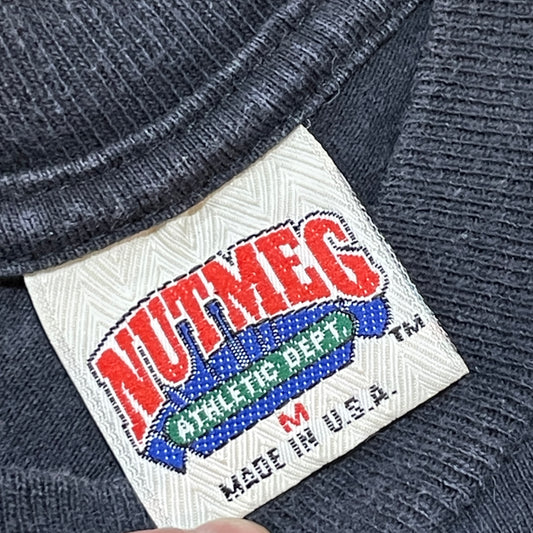 NUTMEG
ATHLETIC DEPT.
TM
M
MADE IN U.S.A.